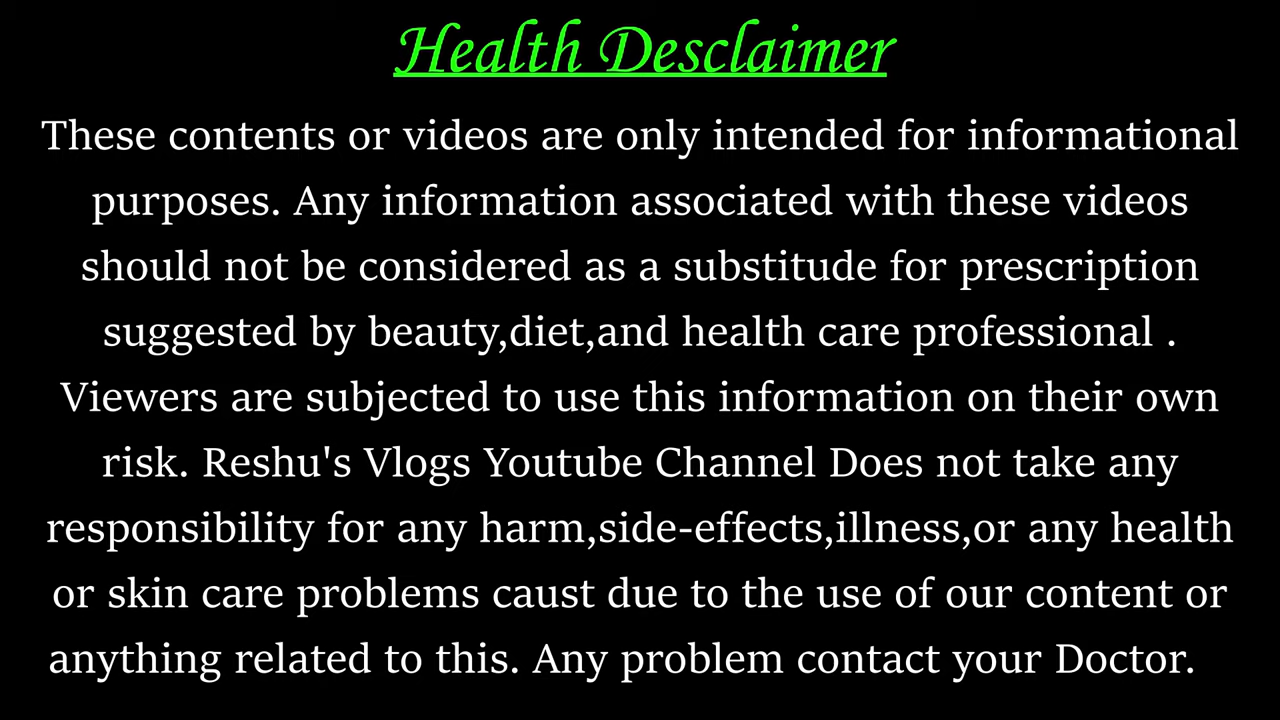 Health Desclaimer
These contents or videos are only intended for informational
purposes. Any information associated with these videos
should not be considered as a substitude for prescription
suggested by beauty,diet,and health care professional .
Viewers are subjected to use this information on their own
risk. Reshu's Vlogs Youtube Channel Does not take any
responsibility for any harm,side-effects,illness,or any health
or skin care problems caust due to the use of our content or
anything related to this. Any problem contact your Doctor.